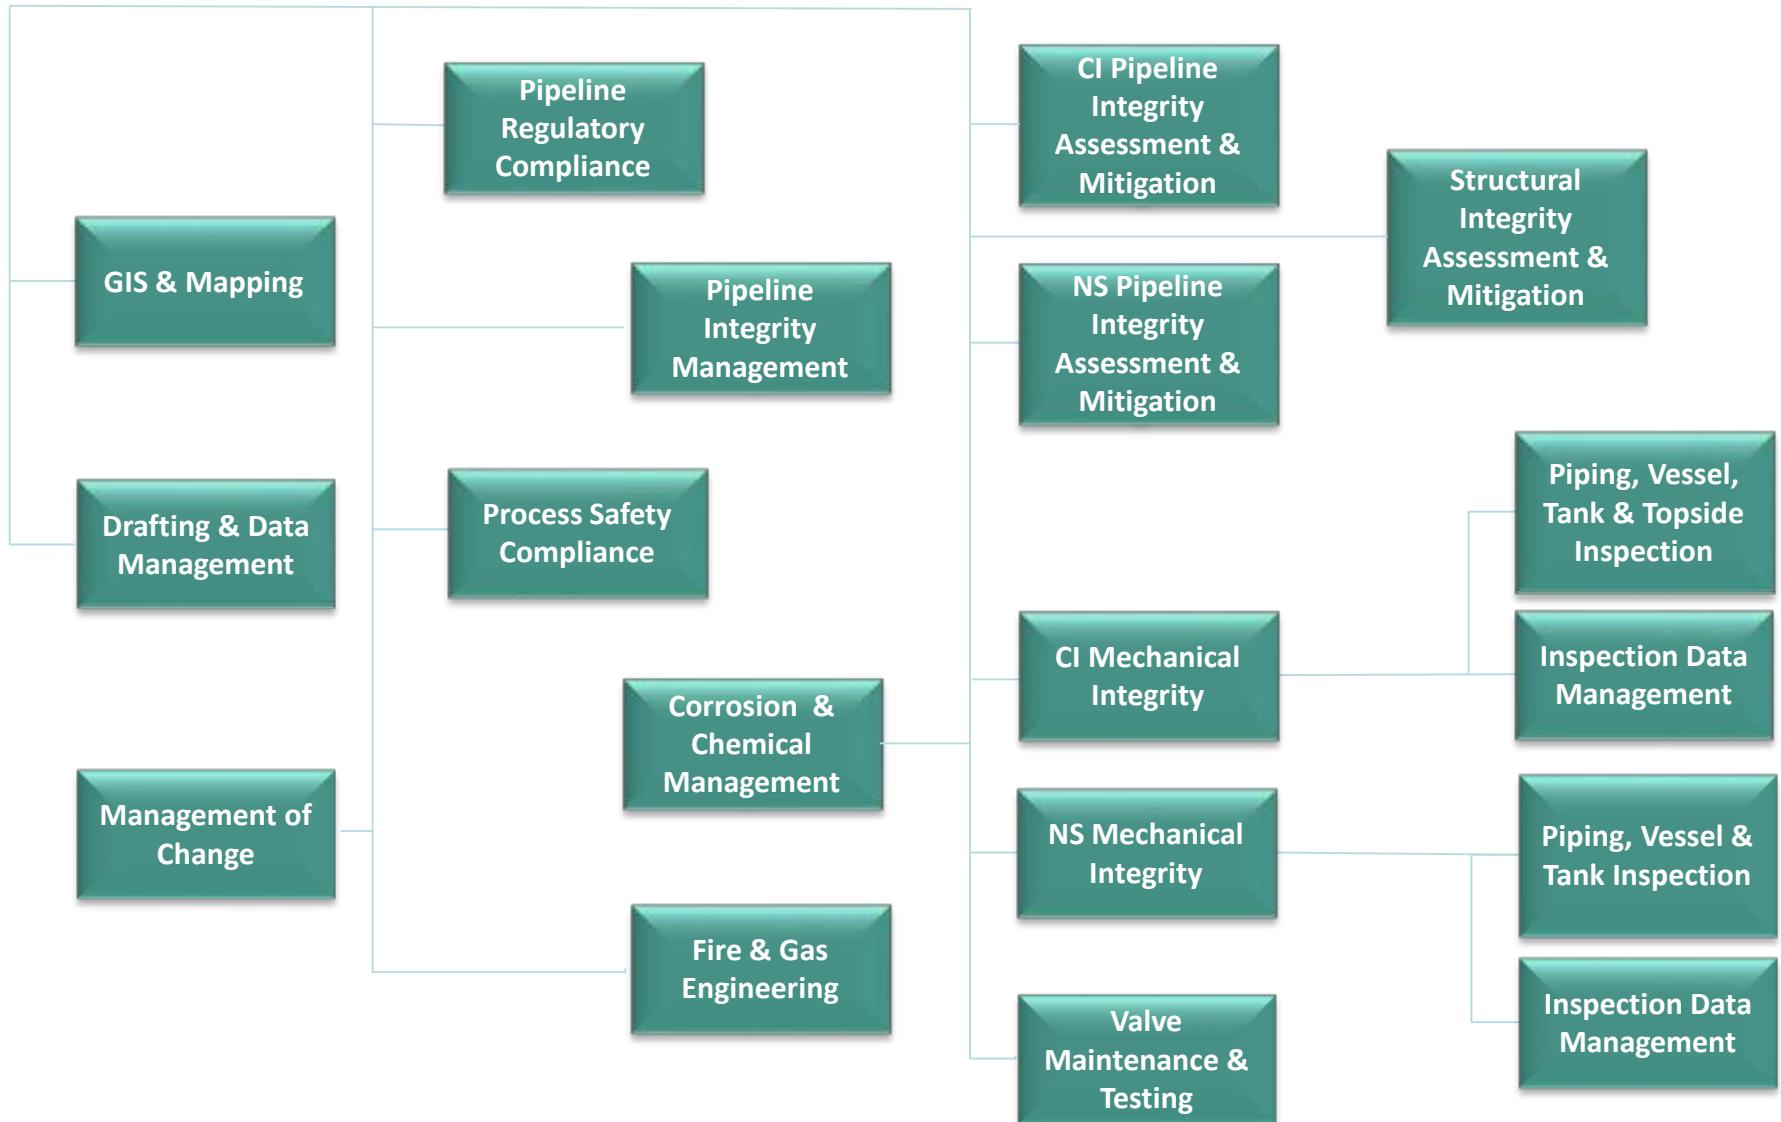 GIS & Mapping
Drafting & Data
Management
Management of
Change
Pipeline
Regulatory
Compliance
Pipeline
Integrity
Management
Process Safety
Compliance
Corrosion &
Chemical
Management
Fire & Gas
Engineering
CI Pipeline
Integrity
Assessment &
Mitigation
Structural
Integrity
Assessment &
Mitigation
NS Pipeline
Integrity
Assessment &
Mitigation
CI Mechanical
Integrity
Piping, Vessel,
Tank & Topside
Inspection
Inspection Data
Management
NS Mechanical
Integrity
Piping, Vessel &
Tank Inspection
Inspection Data
Management
Valve
Maintenance &
Testing